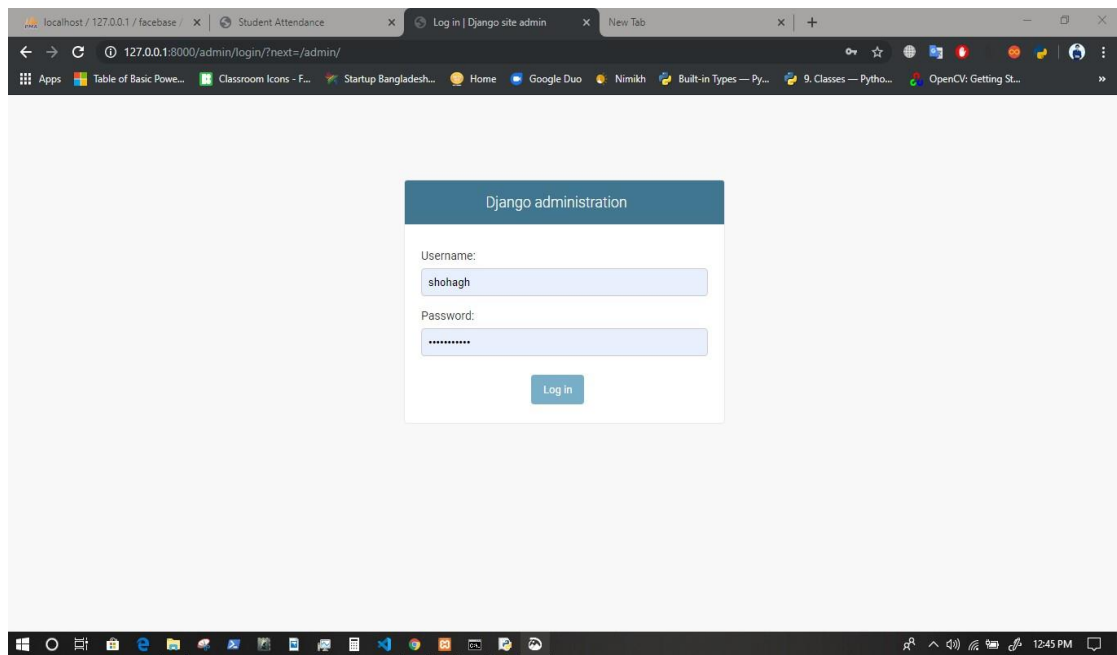 localhost / 127.0.0.1 / facebase /
Student Attendance
Log in | Django site admin
New Tab
127.0.0.1:8000/admin/login/?next=/admin/
Apps
Table of Basic Powe...
Classroom Icons - F...
Startup Bangladesh...
Home
Google Duo
Nimikh
Built-in Types — Py...
9. Classes — Pytho...
OpenCV: Getting St...
»
Django administration
Username:
shohagh
Password:
•••••••••••
Log in
12:45 PM